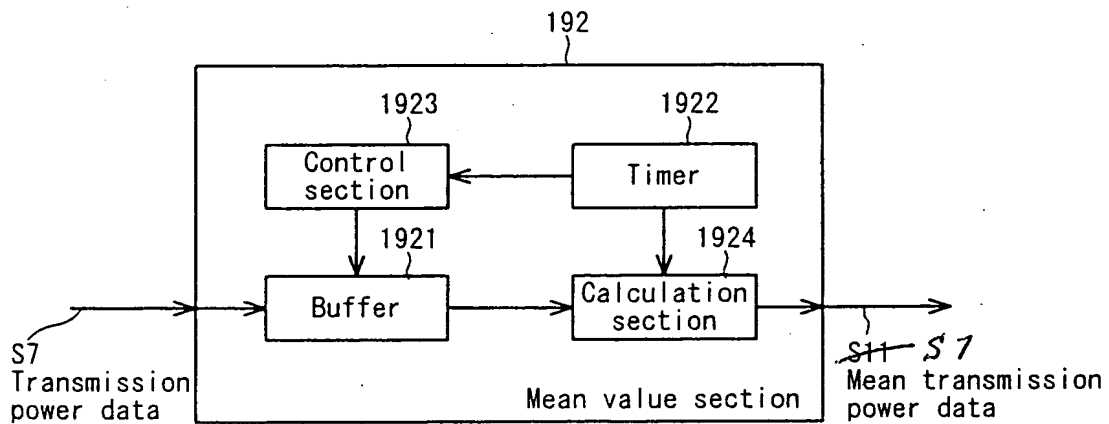 192
1923
Control
section
1922
Timer
1921
Buffer
1924
Calculation
section
S7
Transmission
power data
S11 S7
Mean transmission
power data
Mean value section